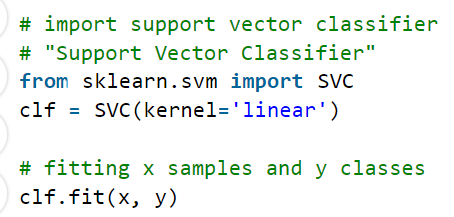 # import support vector classifier
# "Support Vector Classifier"
from sklearn.svm import SVC
clf = SVC(kernel='linear')
# fitting x samples and y classes
clf.fit(x, y)